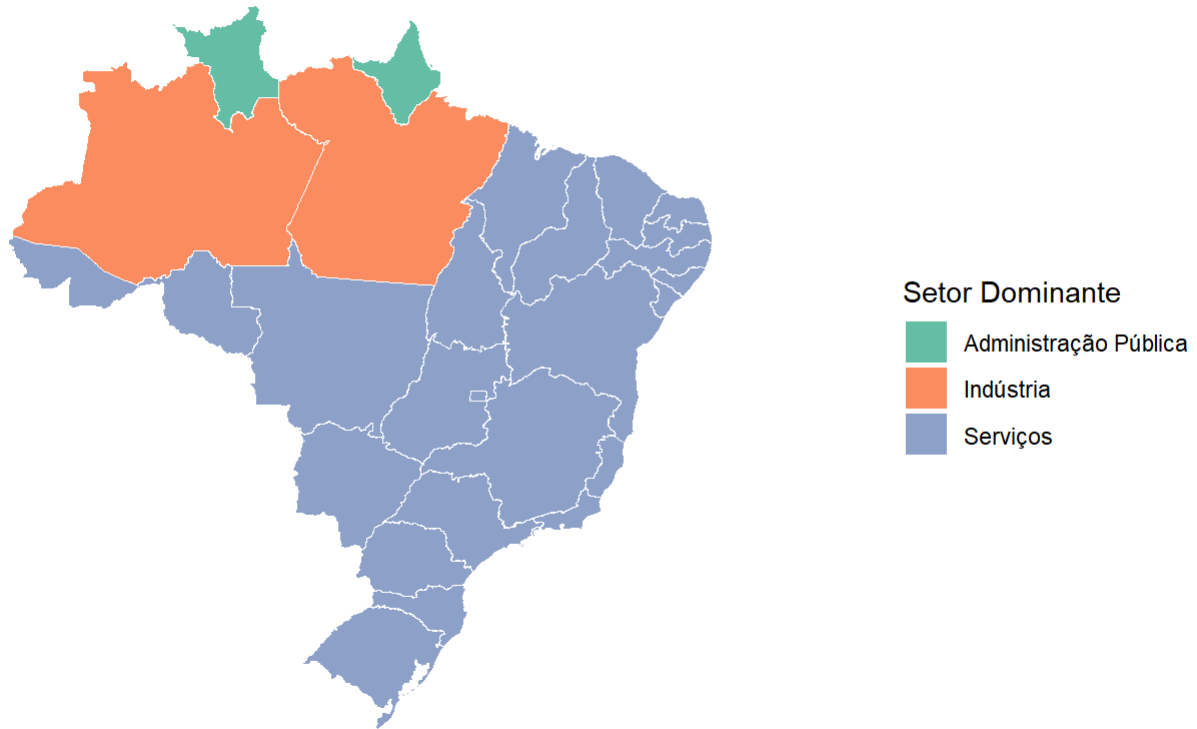 Setor Dominante
Administração Pública
Indústria
Serviços